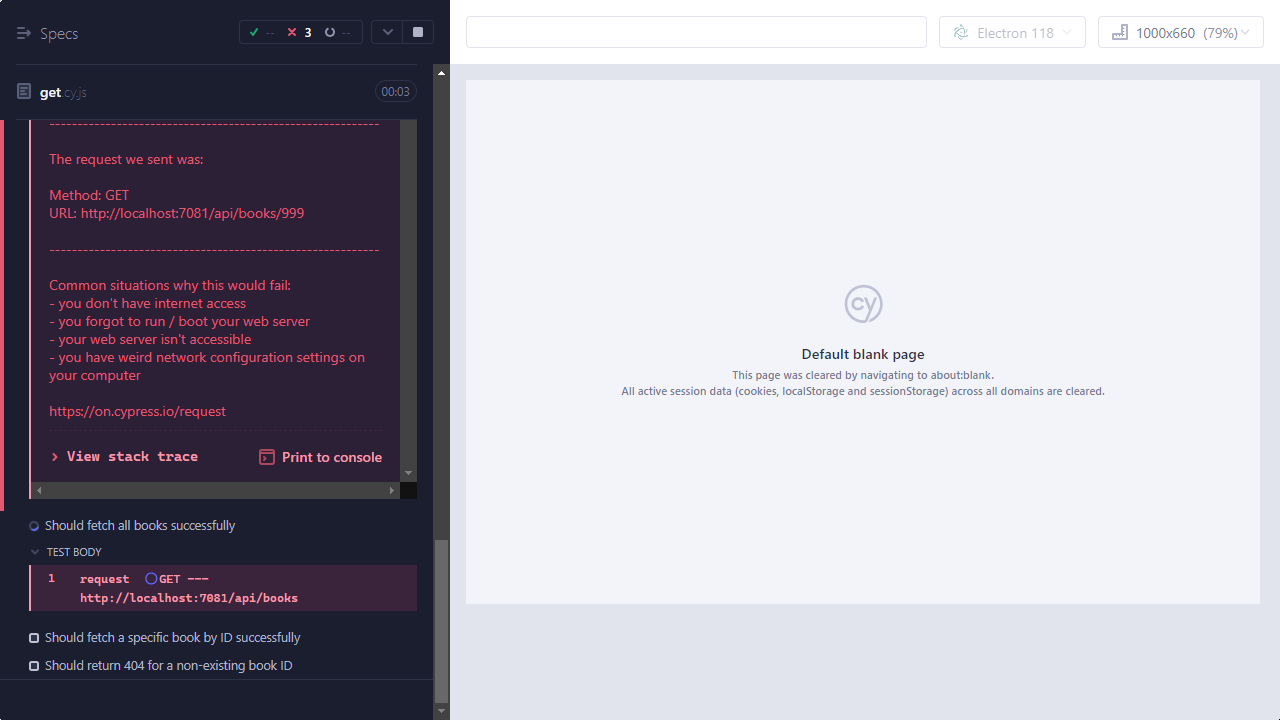 Specs
--
3
--
Electron 118
1000x660 (79%)
get.cy.js
00:03
------------------------------------------------------------
The request we sent was:
Method: GET
URL: http://localhost:7081/api/books/999
------------------------------------------------------------
Common situations why this would fail:
- you don't have internet access
- you forgot to run / boot your web server
- your web server isn't accessible
- you have weird network configuration settings on
your computer
https://on.cypress.io/request
View stack trace
Print to console
Should fetch all books successfully
TEST BODY
1 request GET ---
http://localhost:7081/api/books
Should fetch a specific book by ID successfully
Should return 404 for a non-existing book ID
cy
Default blank page
This page was cleared by navigating to about:blank.
All active session data (cookies, localStorage and sessionStorage) across all domains are cleared.